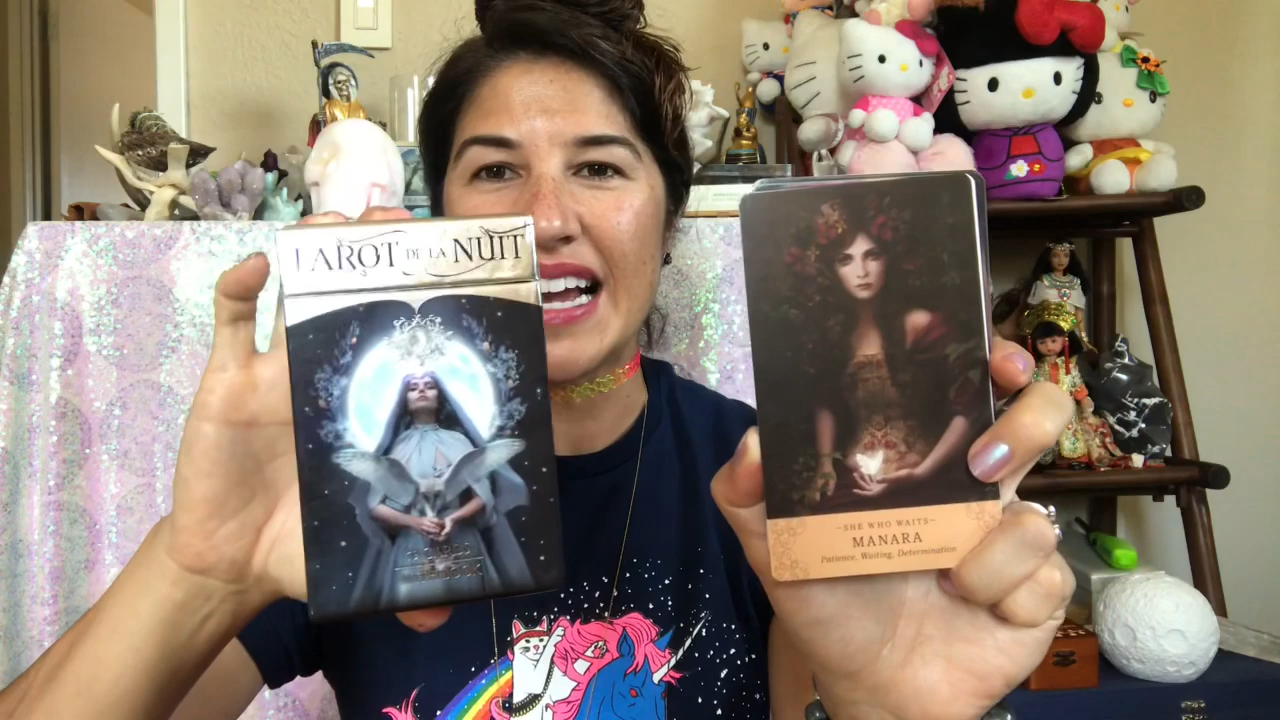 TAROT DE LA NUIT
~SHE WHO WAITS~
MANARA
Patience, Waiting, Determination